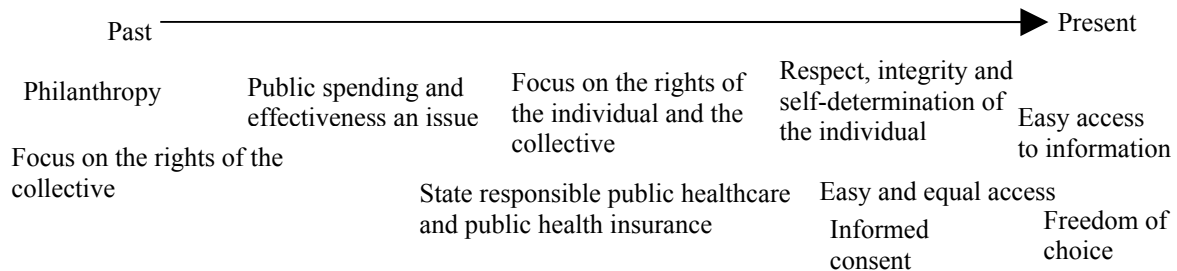 Past
Present
Philanthropy
Public spending and
effectiveness an issue
Focus on the rights of
the individual and the
collective
Respect, integrity and
self-determination of
the individual
Easy access
to information
Focus on the rights of the
collective
State responsible public healthcare
and public health insurance
Easy and equal access
Informed
consent
Freedom of
choice